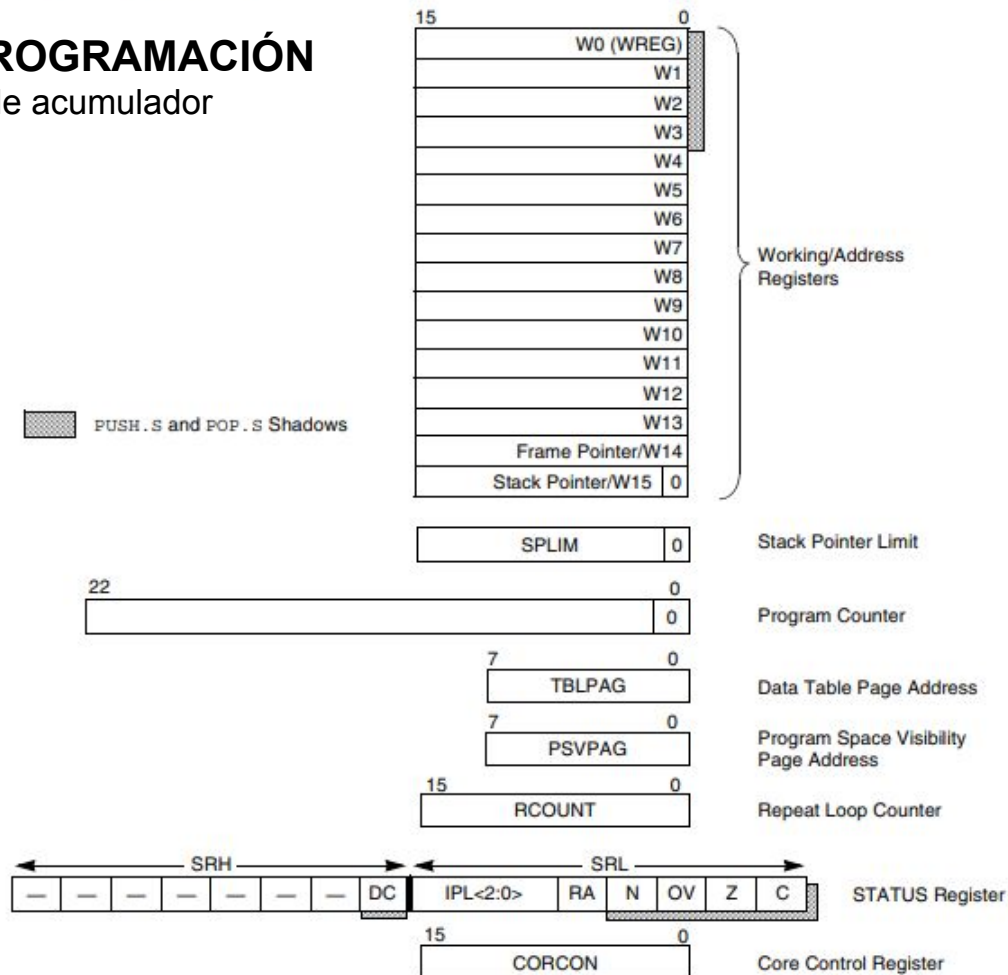 ROGRAMACIÓN
le acumulador
15 0
W0 (WREG)
W1
W2
W3
W4
W5
W6
W7
W8
W9
W10
W11
W12
W13
Frame Pointer/W14
Stack Pointer/W15 0
Working/Address
Registers
PUSH.S and POP.S Shadows
SPLIM 0 Stack Pointer Limit
22 0
0 Program Counter
7 0
TBLPAG Data Table Page Address
7 0
PSVPAG
Program Space Visibility
Page Address
15 0
RCOUNT Repeat Loop Counter
SRH SRL
— — — — — — — DC IPL<2:0> RA N OV Z C STATUS Register
15 0
CORCON Core Control Register